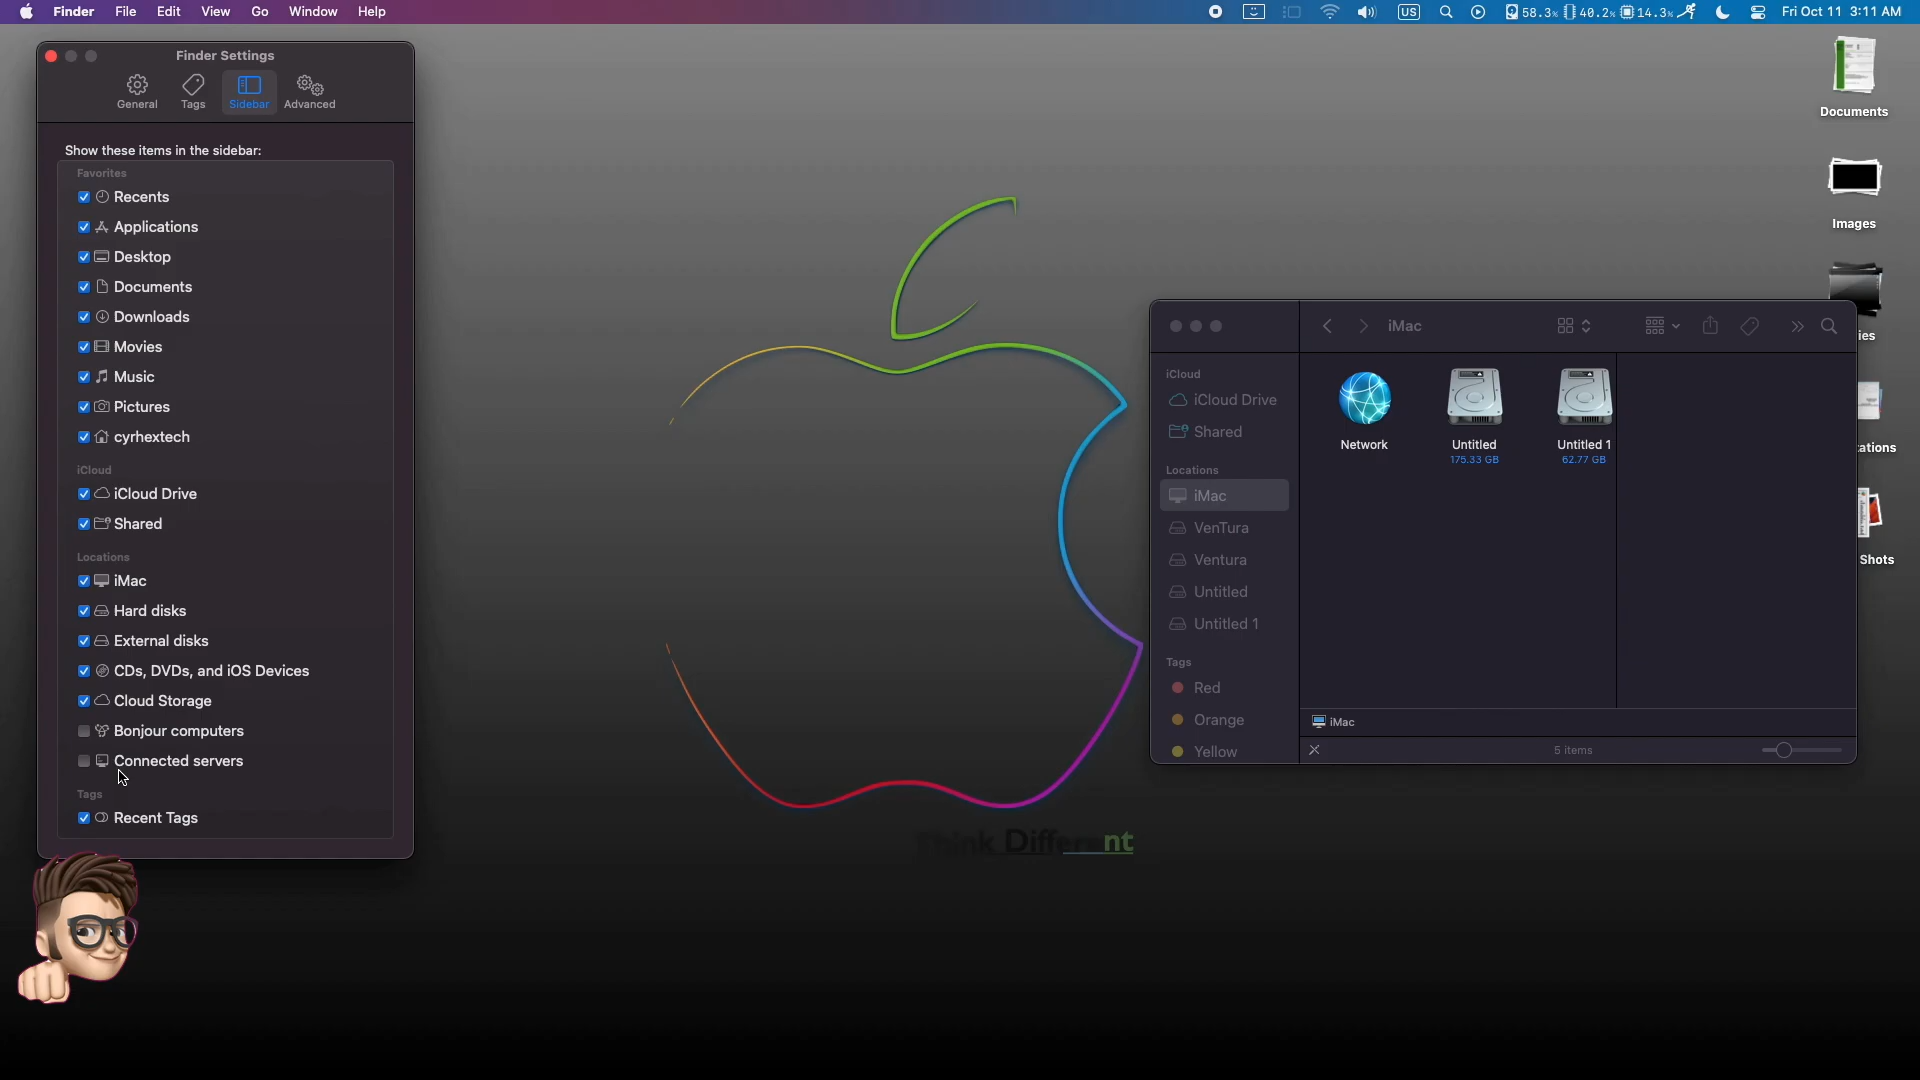 Finder File Edit View Go Window Help
US 58.3% 40.2% 14.3% Fri Oct 11 3:11 AM
Finder Settings
General Tags Sidebar Advanced
Show these items in the sidebar:
Favorites
Recents
Applications
Desktop
Documents
Downloads
Movies
Music
Pictures
cyrhextech
iCloud
iCloud Drive
Shared
Locations
iMac
Hard disks
External disks
CDs, DVDs, and iOS Devices
Cloud Storage
Bonjour computers
Connected servers
Tags
Recent Tags
Think Different
iMac
iCloud
iCloud Drive
Shared
Locations
iMac
VenTura
Ventura
Untitled
Untitled 1
Tags
Red
Orange
Yellow
Network
Untitled
175.33 GB
Untitled 1
62.77 GB
iMac
5 items
Documents
Images
ies
ations
Shots